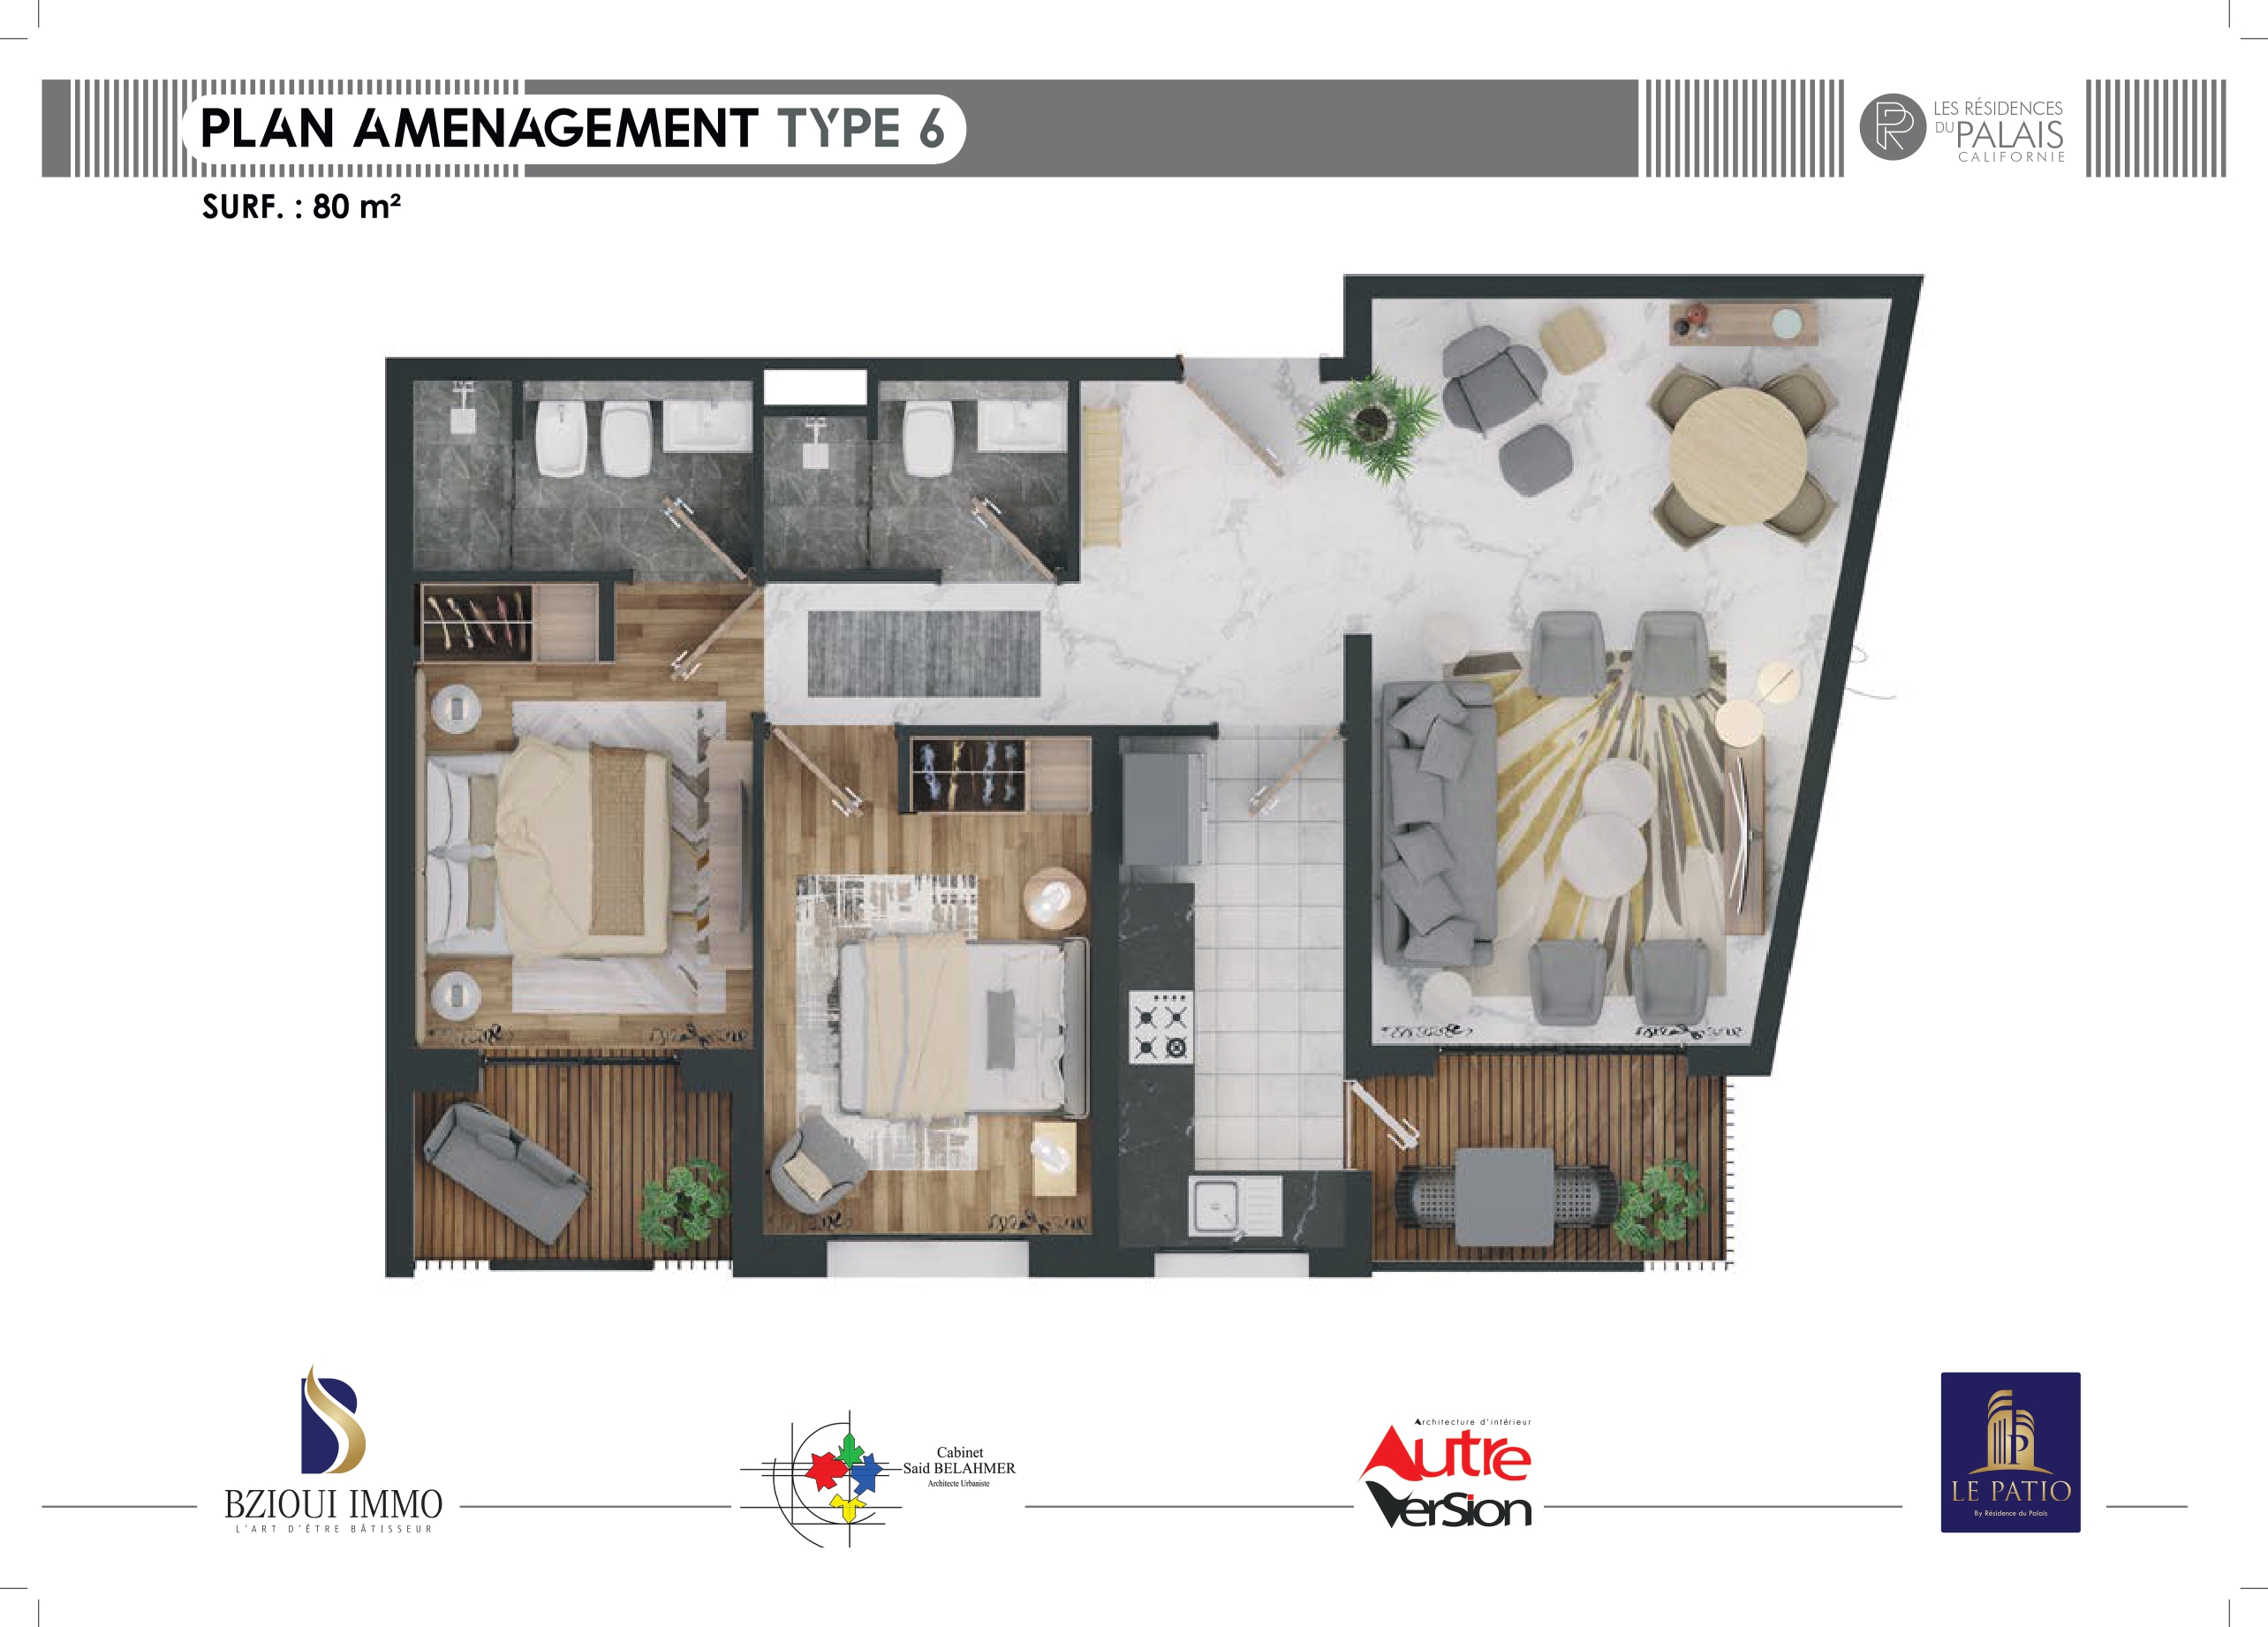 PLAN AMENAGEMENT TYPE 6
LES RÉSIDENCES
DU PALAIS
CALIFORNIE
SURF. : 80 m²
BZIOUI IMMO
L'ART D'ÊTRE BÂTISSEUR
Cabinet
Said BELAHMER
Architecte Urbaniste
Architecture d'intérieur
Autre
Version
LE PATIO
By Résidence du Palais